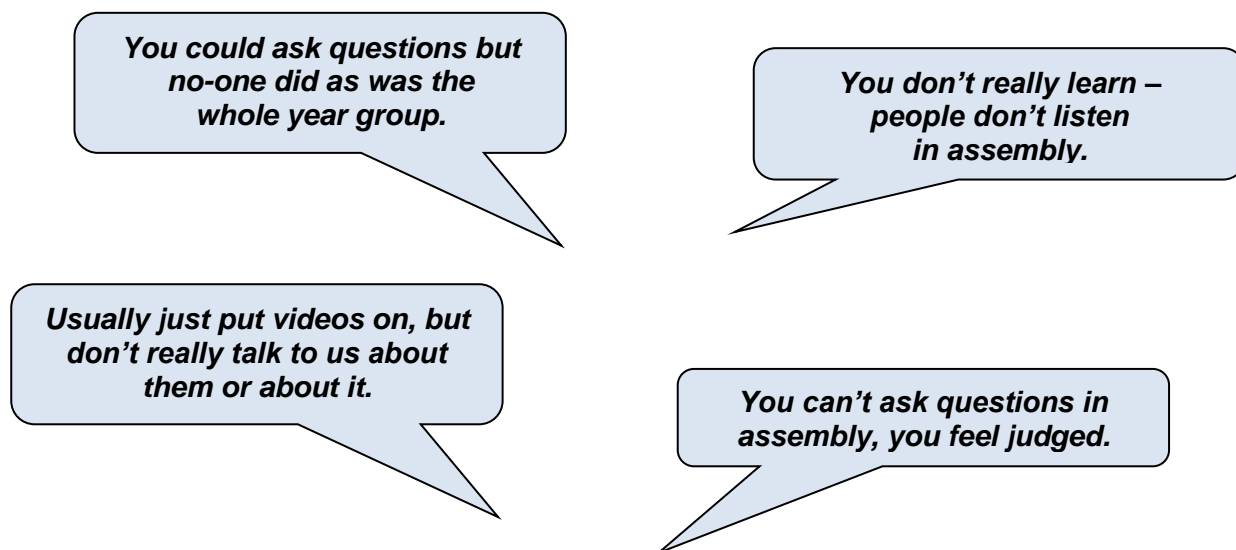 You could ask questions but
no-one did as was the
whole year group.
You don’t really learn –
people don’t listen
in assembly.
Usually just put videos on, but
don’t really talk to us about
them or about it.
You can’t ask questions in
assembly, you feel judged.